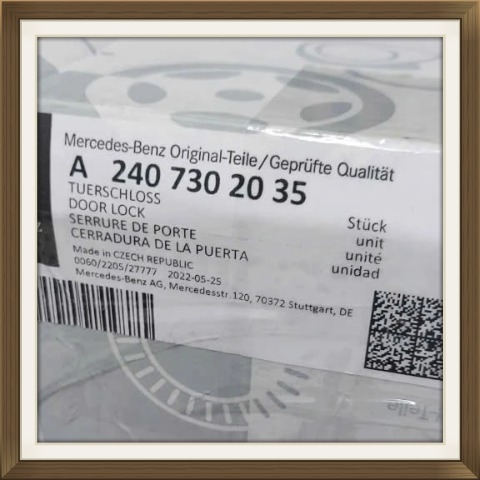 Mercedes-Benz Original-Teile/Geprüfte Qualität
A 240 730 20 35
TUERSCHLOSS
DOOR LOCK
SERRURE DE PORTE
CERRADURA DE LA PUERTA
Stück
unit
unité
unidad
Made in CZECH REPUBLIC
0060/2205/27777 2022-05-25
Mercedes-Benz AG, Mercedesstr.120, 70372 Stuttgart, DE
-Teile